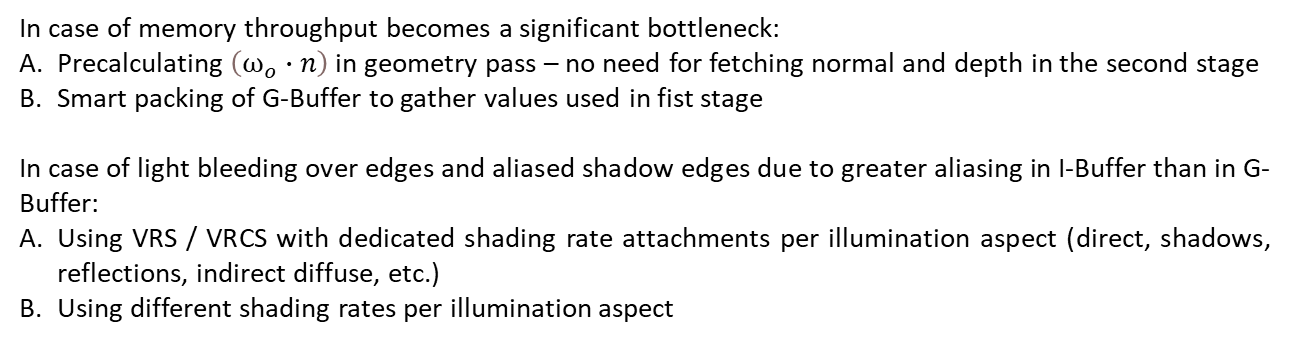 In case of memory throughput becomes a significant bottleneck:
A. Precalculating (ωₒ · n) in geometry pass – no need for fetching normal and depth in the second stage
B. Smart packing of G-Buffer to gather values used in fist stage
In case of light bleeding over edges and aliased shadow edges due to greater aliasing in I-Buffer than in G-
Buffer:
A. Using VRS / VRCS with dedicated shading rate attachments per illumination aspect (direct, shadows,
reflections, indirect diffuse, etc.)
B. Using different shading rates per illumination aspect